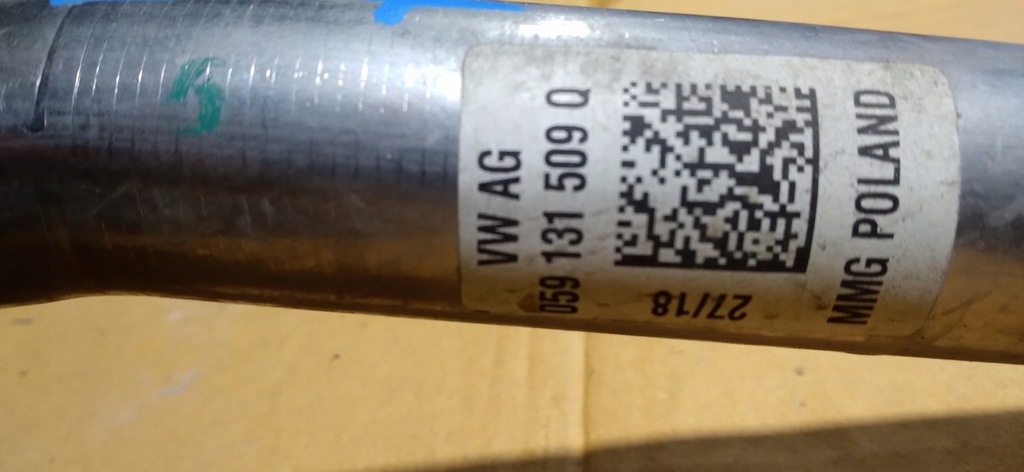 VW AG
059 131 509 Q
27/18
MMG POLAND